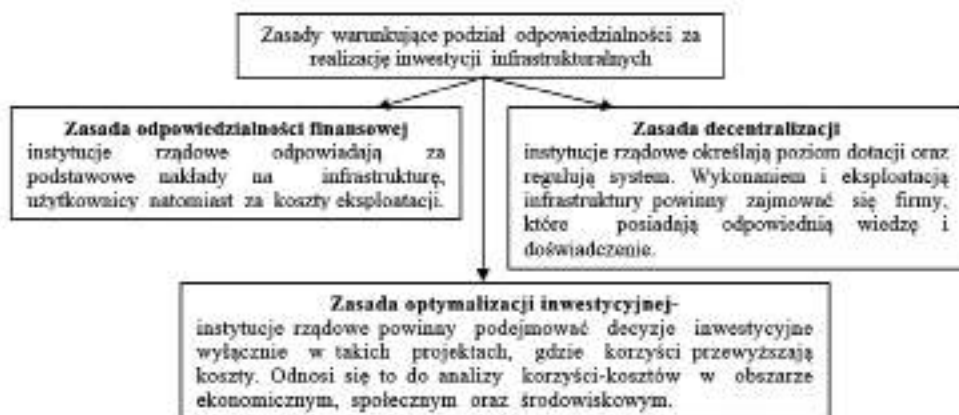 Zasady warunkujące podział odpowiedzialności za
realizację inwestycji infrastrukturalnych
Zasada odpowiedzialności finansowej
instytucje rządowe odpowiadają za
podstawowe nakłady na infrastrukturę,
użytkownicy natomiast za koszty eksploatacji.
Zasada decentralizacji
instytucje rządowe określają poziom dotacji oraz
regulują system. Wykonaniem i eksploatacją
infrastruktury powinny zajmować się firmy,
które posiadają odpowiednią wiedzę i
doświadczenie.
Zasada optymalizacji inwestycyjnej-
instytucje rządowe powinny podejmować decyzje inwestycyjne
wyłącznie w takich projektach, gdzie korzyści przewyższają
koszty. Odnosi się to do analizy korzyści-kosztów w obszarze
ekonomicznym, społecznym oraz środowiskowym.